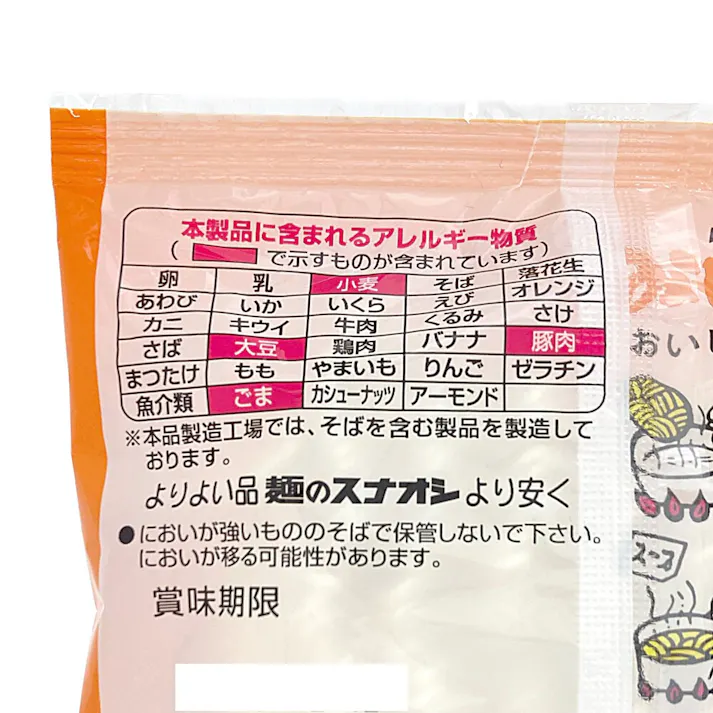 本製品に含まれるアレルギー物質
( で示すものが含まれています)
卵 乳 小麦 そば 落花生
あわび いか いくら えび オレンジ
カニ キウイ 牛肉 くるみ さけ
さば 大豆 鶏肉 バナナ 豚肉
まつたけ もも やまいも りんご ゼラチン
魚介類 ごま カシューナッツ アーモンド
※本品製造工場では、そばを含む製品を製造して
おります。
よりよい品 麺のスナオシ より安く
●においが強いもののそばで保管しないで下さい。
においが移る可能性があります。
賞味期限
おいし
スープ